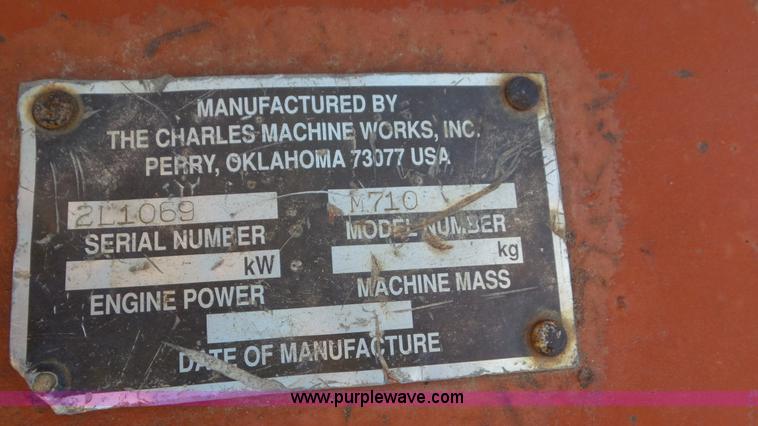 MANUFACTURED BY
THE CHARLES MACHINE WORKS, INC.
PERRY, OKLAHOMA 73077 USA
2L1069 M710
SERIAL NUMBER MODEL NUMBER
kW kg
ENGINE POWER MACHINE MASS
DATE OF MANUFACTURE
www.purplewave.com